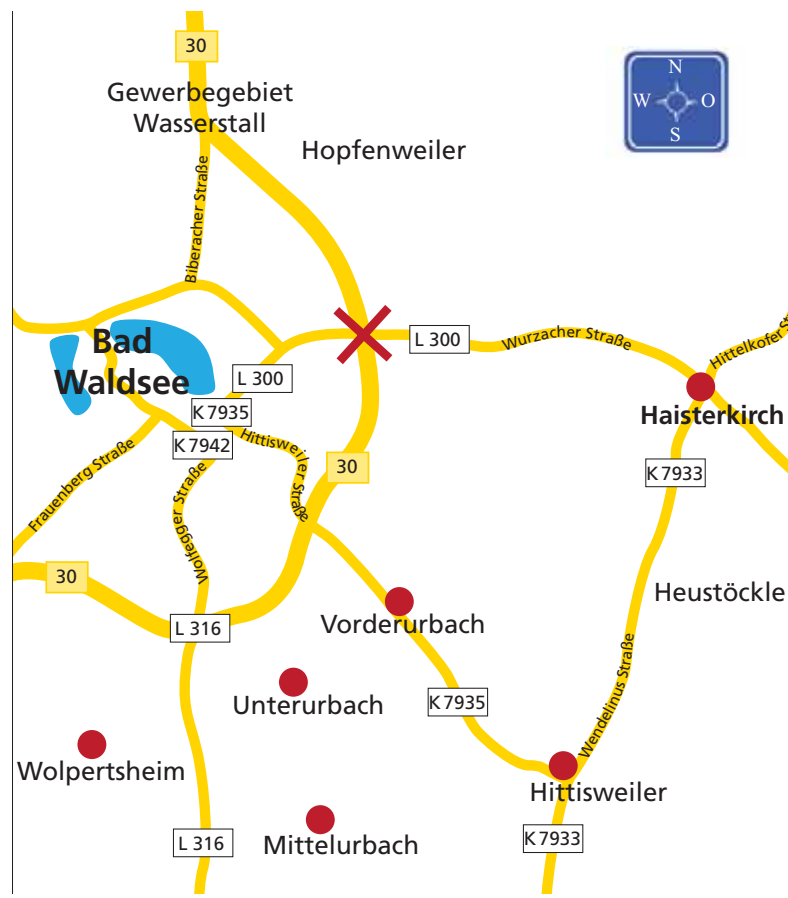 30
Gewerbegebiet
Wasserstall
N
W O
S
Hopfenweiler
Biberacher Straße
Bad
Waldsee
L 300
L 300
Wurzacher Straße
Hittelkofer St
Haisterkirch
K 7935
K 7942
Hittisweiler Straße
Frauenberg Straße
Wolfegger Straße
30
K 7933
30
Heustöckle
L 316
Vorderurbach
Unterurbach
K 7935
Wendelinus Straße
Wolpertsheim
Hittisweiler
L 316
Mittelurbach
K 7933